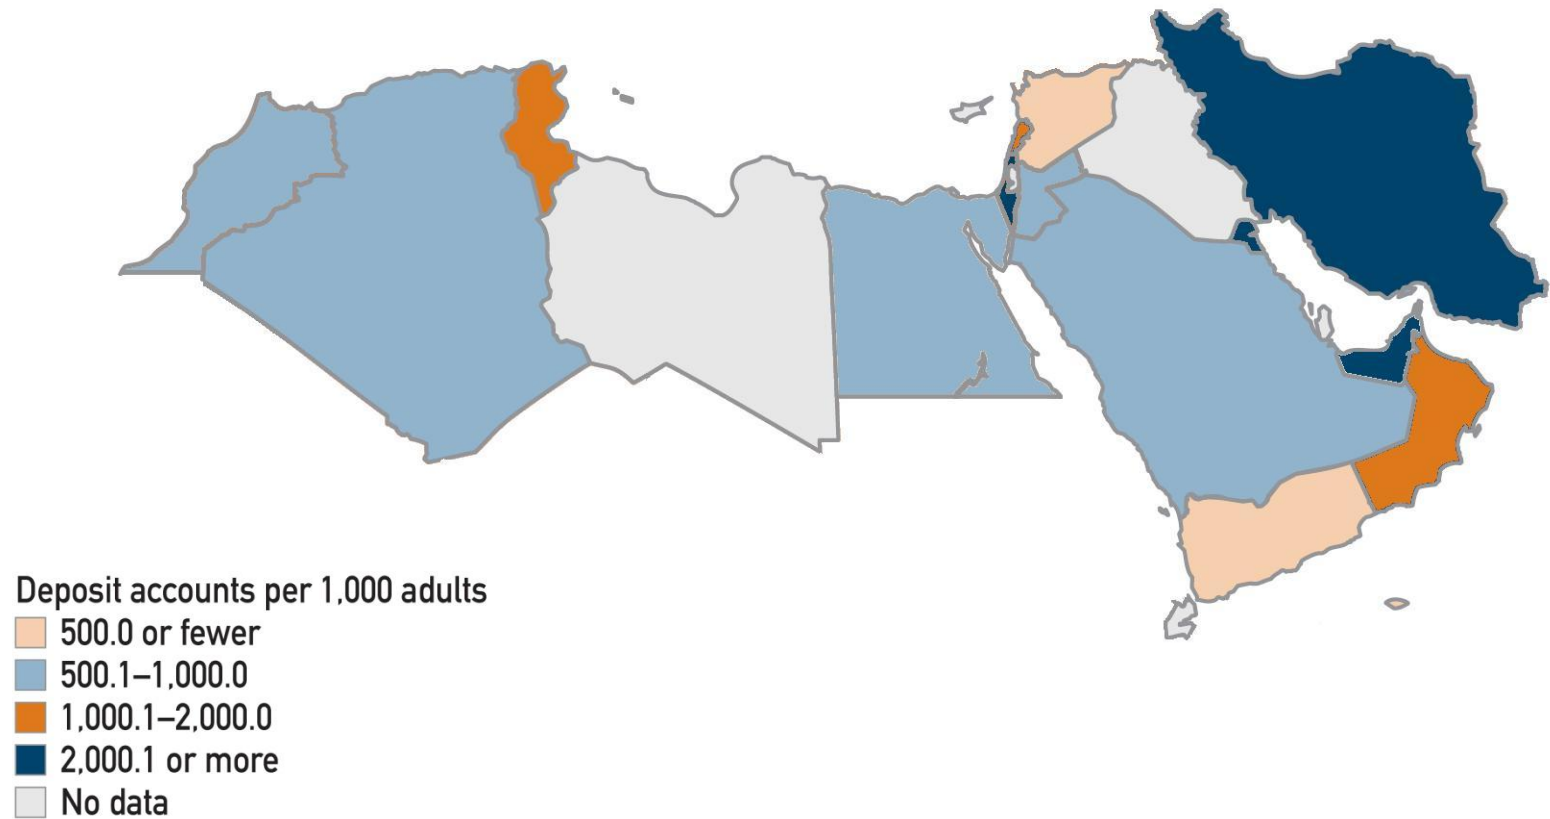 Deposit accounts per 1,000 adults
500.0 or fewer
500.1–1,000.0
1,000.1–2,000.0
2,000.1 or more
No data